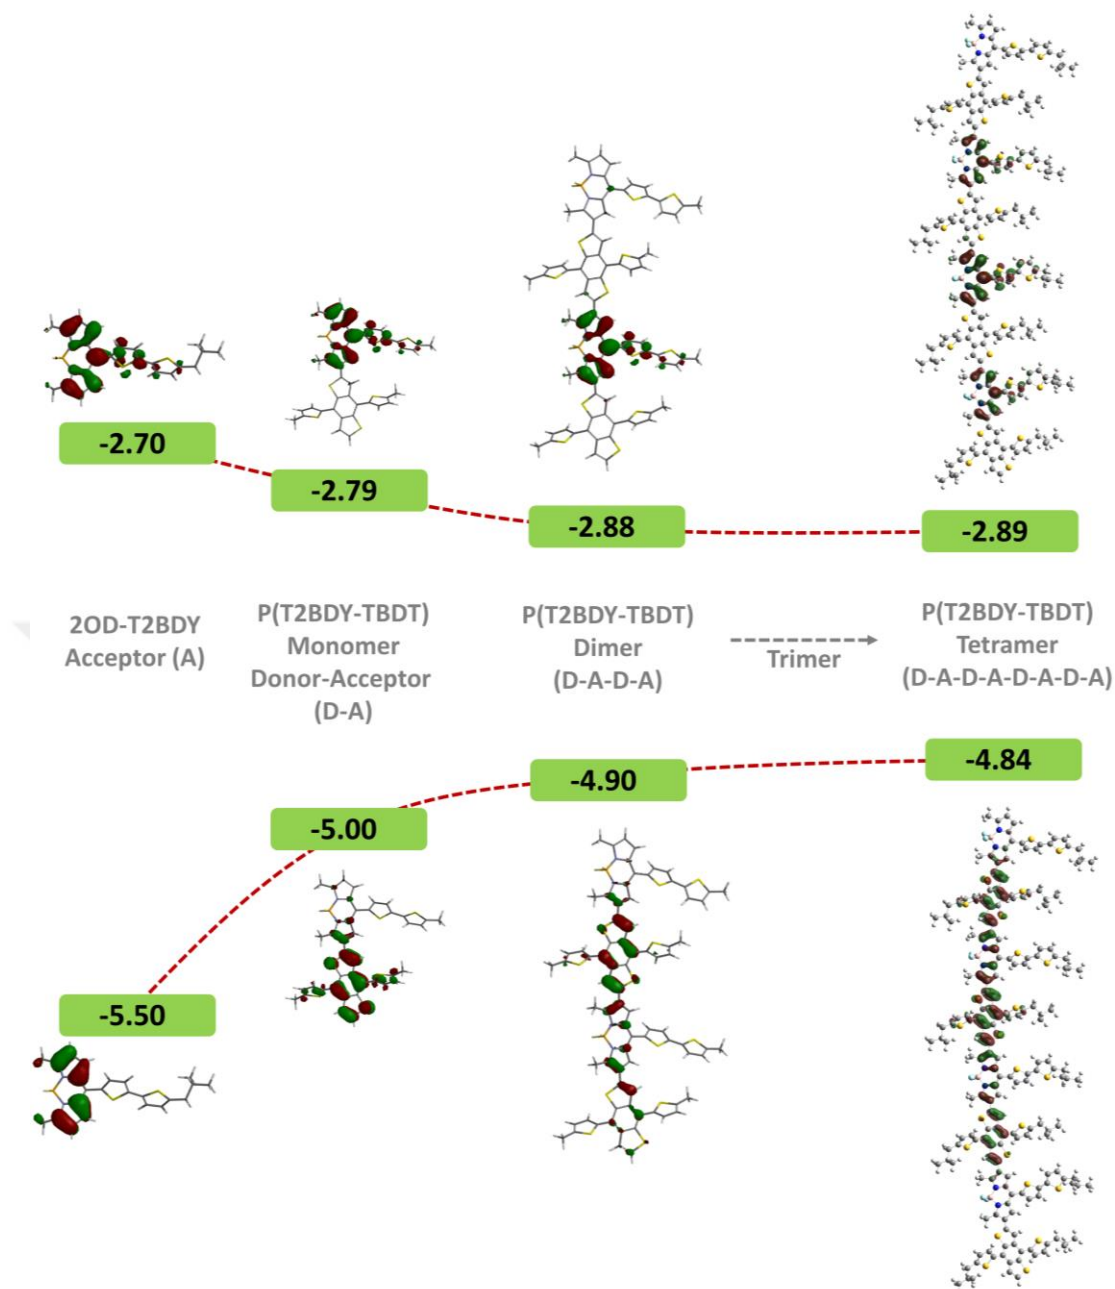 -2.70
-2.79
-2.88
-2.89
2OD-T2BDY
Acceptor (A)
P(T2BDY-TBDT)
Monomer
Donor-Acceptor
(D-A)
P(T2BDY-TBDT)
Dimer
(D-A-D-A)
Trimer
P(T2BDY-TBDT)
Tetramer
(D-A-D-A-D-A-D-A)
-5.50
-5.00
-4.90
-4.84